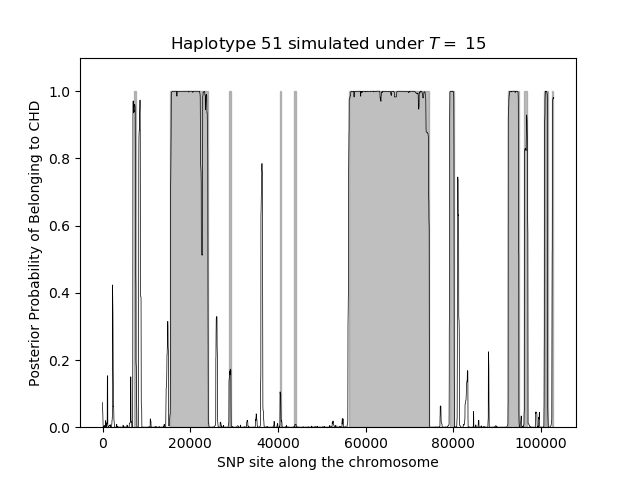 Haplotype 51 simulated under T = 15
Posterior Probability of Belonging to CHD
1.0
0.8
0.6
0.4
0.2
0.0
0 20000 40000 60000 80000 100000
SNP site along the chromosome